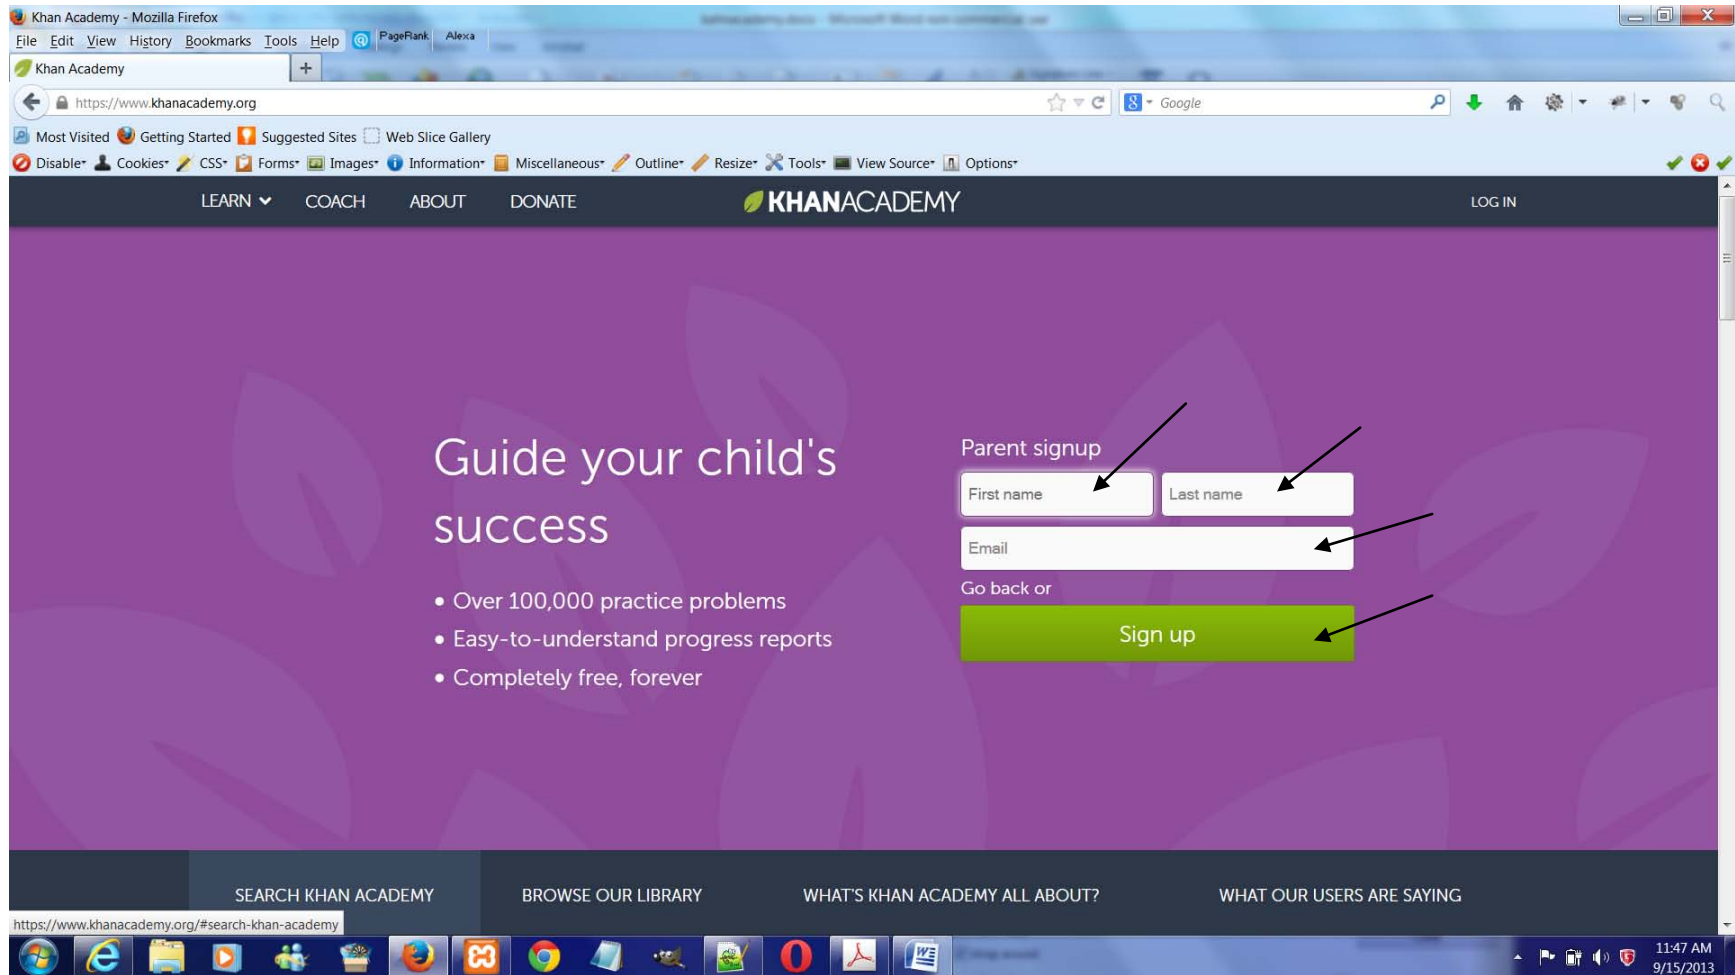 Khan Academy - Mozilla Firefox
File Edit View History Bookmarks Tools Help PageRank Alexa
Khan Academy
https://www.khanacademy.org
Google
Most Visited Getting Started Suggested Sites Web Slice Gallery
Disable Cookies CSS Forms Images Information Miscellaneous Outline Resize Tools View Source Options
LEARN COACH ABOUT DONATE KHANACADEMY LOG IN
Guide your child's
success
• Over 100,000 practice problems
• Easy-to-understand progress reports
• Completely free, forever
Parent signup
First name Last name
Email
Go back or
Sign up
SEARCH KHAN ACADEMY BROWSE OUR LIBRARY WHAT'S KHAN ACADEMY ALL ABOUT? WHAT OUR USERS ARE SAYING
https://www.khanacademy.org/#search-khan-academy
11:47 AM
9/15/2013